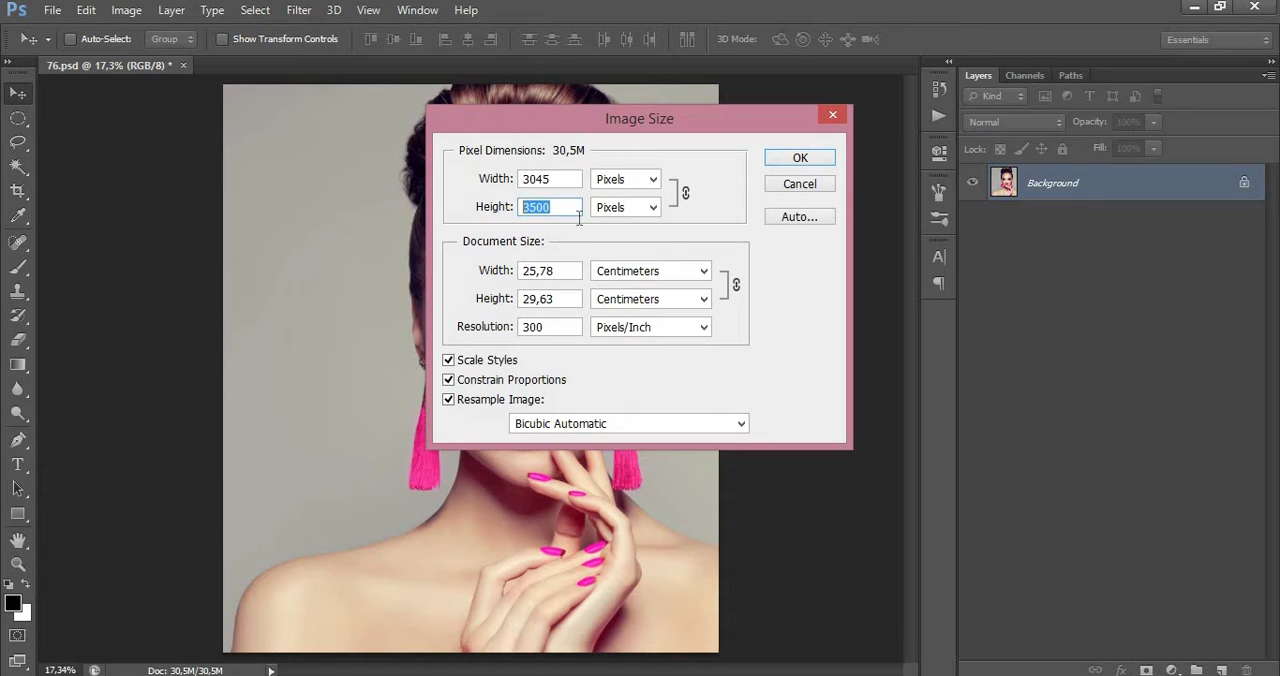 Ps File Edit Image Layer Type Select Filter 3D View Window Help
Auto-Select: Group Show Transform Controls 3D Mode: Essentials
76.psd @ 17,3% (RGB/8) * ×
Layers Channels Paths
Kind
Normal Opacity: 100%
Lock: Fill: 100%
Background
Image Size
Pixel Dimensions: 30,5M
Width: 3045 Pixels
Height: 3500 Pixels
OK
Cancel
Auto...
Document Size:
Width: 25,78 Centimeters
Height: 29,63 Centimeters
Resolution: 300 Pixels/Inch
Scale Styles
Constrain Proportions
Resample Image:
Bicubic Automatic
17,34% Doc: 30,5M/30,5M